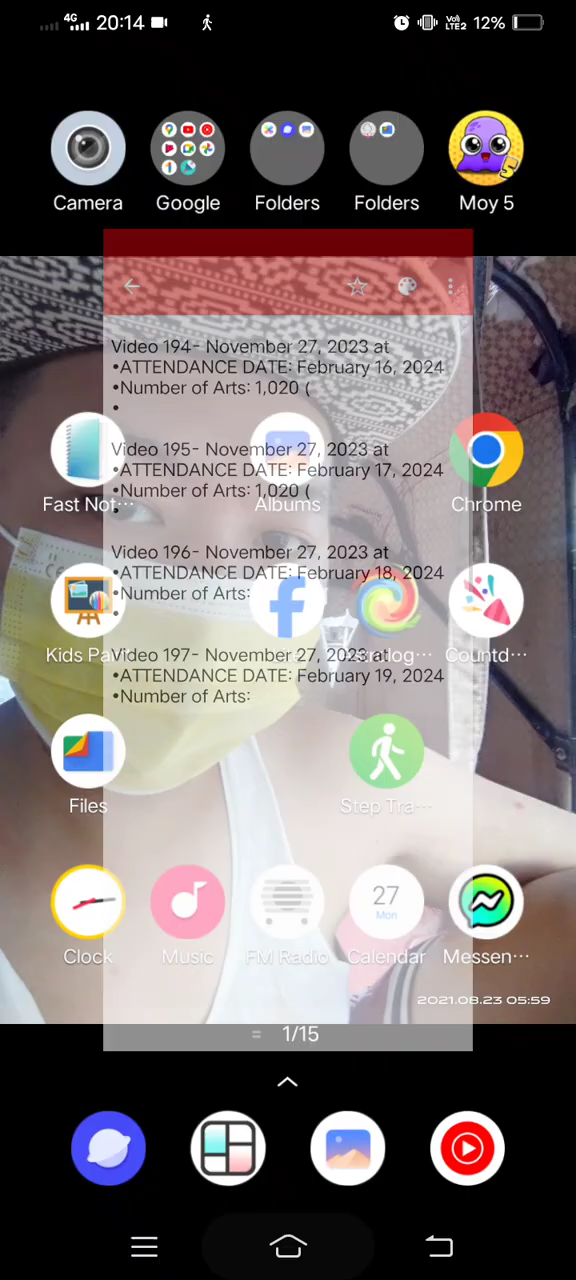 4G 20:14 VoLTE2 12%
Camera Google Folders Folders Moy 5
Video 194- November 27, 2023 at
•ATTENDANCE DATE: February 16, 2024
•Number of Arts: 1,020 (
•
Video 195- November 27, 2023 at
•ATTENDANCE DATE: February 17, 2024
•Number of Arts: 1,020 (
•
Fast Not··· Albums Chrome
Video 196- November 27, 2023 at
•ATTENDANCE DATE: February 18, 2024
•Number of Arts:
•
Kids Countd···
Video 197- November 27, 2023 at
•ATTENDANCE DATE: February 19, 2024
•Number of Arts:
Files Step Tra···
27
Mon
Clock Music FM Radio Calendar Messen···
2021.08.23 05:59
= 1/15